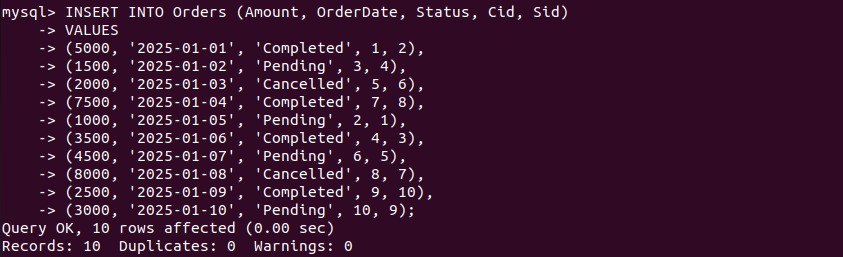 mysql> INSERT INTO Orders (Amount, OrderDate, Status, Cid, Sid)
    -> VALUES
    -> (5000, '2025-01-01', 'Completed', 1, 2),
    -> (1500, '2025-01-02', 'Pending', 3, 4),
    -> (2000, '2025-01-03', 'Cancelled', 5, 6),
    -> (7500, '2025-01-04', 'Completed', 7, 8),
    -> (1000, '2025-01-05', 'Pending', 2, 1),
    -> (3500, '2025-01-06', 'Completed', 4, 3),
    -> (4500, '2025-01-07', 'Pending', 6, 5),
    -> (8000, '2025-01-08', 'Cancelled', 8, 7),
    -> (2500, '2025-01-09', 'Completed', 9, 10),
    -> (3000, '2025-01-10', 'Pending', 10, 9);
Query OK, 10 rows affected (0.00 sec)
Records: 10  Duplicates: 0  Warnings: 0